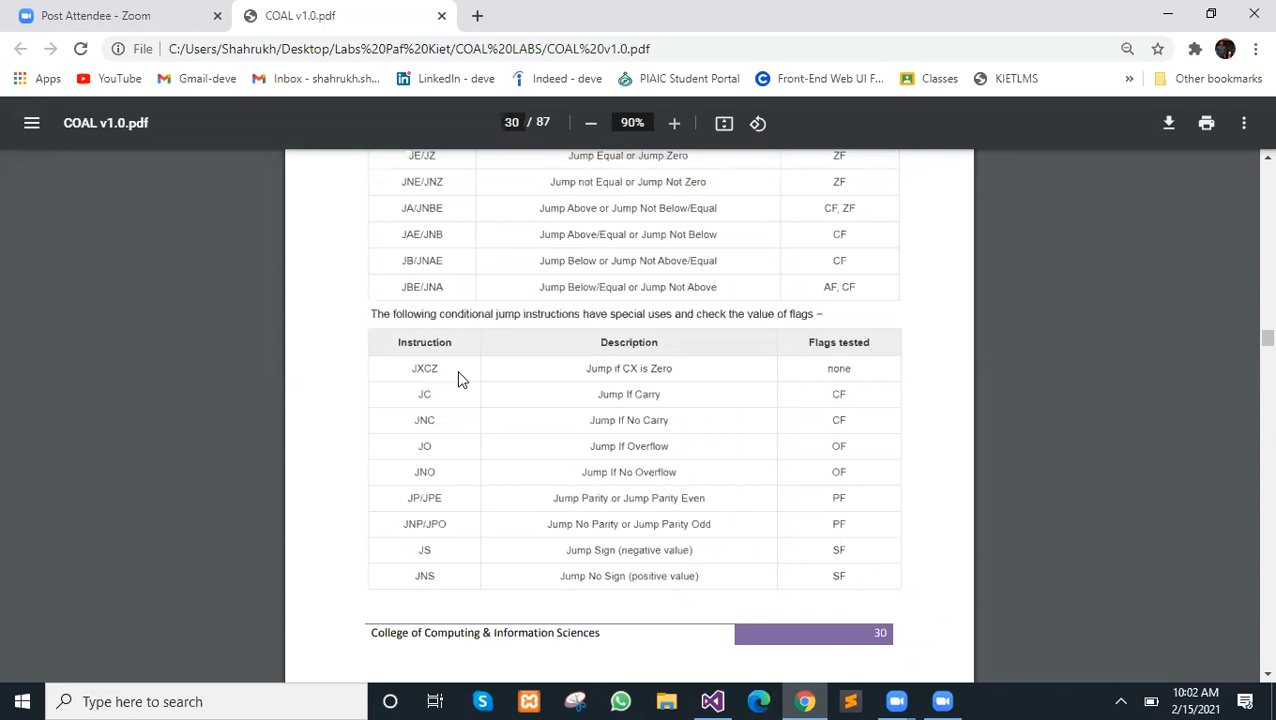 Post Attendee - Zoom
COAL v1.0.pdf
File
C:/Users/Shahrukh/Desktop/Labs%20Paf%20Kiet/COAL%20LABS/COAL%20v1.0.pdf
Apps
YouTube
Gmail-deve
Inbox - shahrukh.sh...
LinkedIn - deve
Indeed - deve
PIAIC Student Portal
Front-End Web UI F...
Classes
KIETLMS
»
Other bookmarks
COAL v1.0.pdf
30 / 87
90%
JE/JZ Jump Equal or Jump Zero ZF
JNE/JNZ Jump not Equal or Jump Not Zero ZF
JA/JNBE Jump Above or Jump Not Below/Equal CF, ZF
JAE/JNB Jump Above/Equal or Jump Not Below CF
JB/JNAE Jump Below or Jump Not Above/Equal CF
JBE/JNA Jump Below/Equal or Jump Not Above AF, CF
The following conditional jump instructions have special uses and check the value of flags −
Instruction Description Flags tested
JXCZ Jump if CX is Zero none
JC Jump If Carry CF
JNC Jump If No Carry CF
JO Jump If Overflow OF
JNO Jump If No Overflow OF
JP/JPE Jump Parity or Jump Parity Even PF
JNP/JPO Jump No Parity or Jump Parity Odd PF
JS Jump Sign (negative value) SF
JNS Jump No Sign (positive value) SF
College of Computing & Information Sciences 30
Type here to search
10:02 AM
2/15/2021